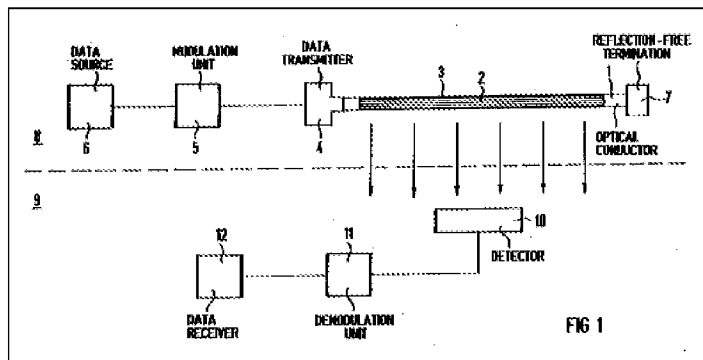 DATA
SOURCE
6
MODULATION
UNIT
5
DATA
TRANSMITTER
4
3
2
REFLECTION-FREE
TERMINATION
1
7
OPTICAL
CONDUCTOR
8
9
10
DETECTOR
11
DEMODULATION
UNIT
12
DATA
RECEIVER
FIG 1